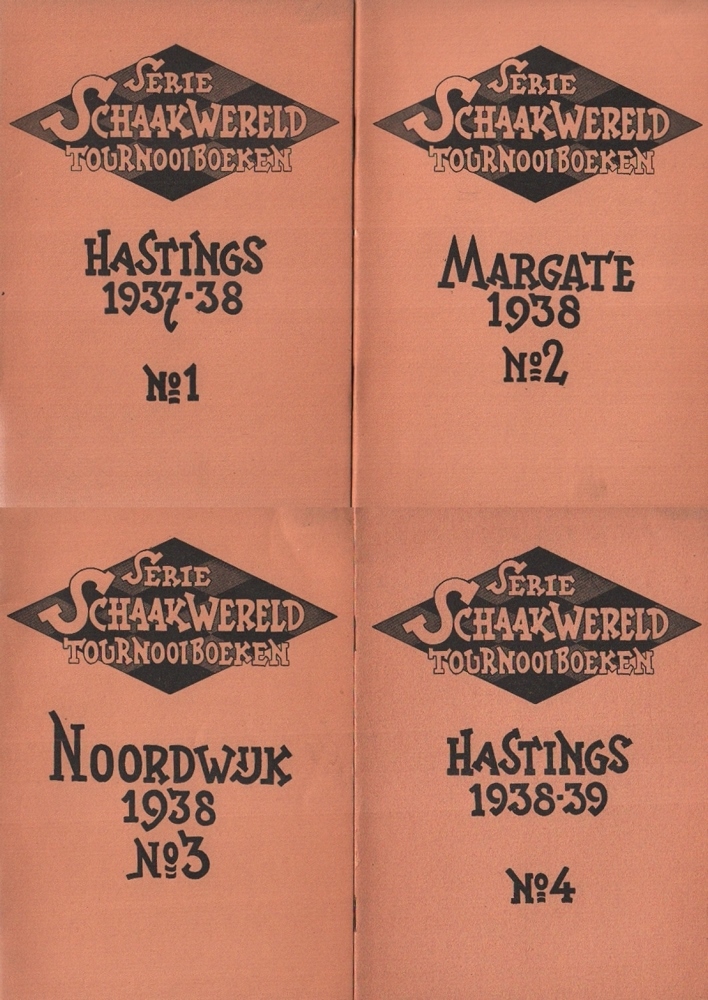 SERIE
SCHAAKWERELD
TOURNOOIBOEKEN
HASTINGS
1937-38
No1
SERIE
SCHAAKWERELD
TOURNOOIBOEKEN
MARGATE
1938
No2
SERIE
SCHAAKWERELD
TOURNOOIBOEKEN
NOORDWIJK
1938
No3
SERIE
SCHAAKWERELD
TOURNOOIBOEKEN
HASTINGS
1938-39
No4